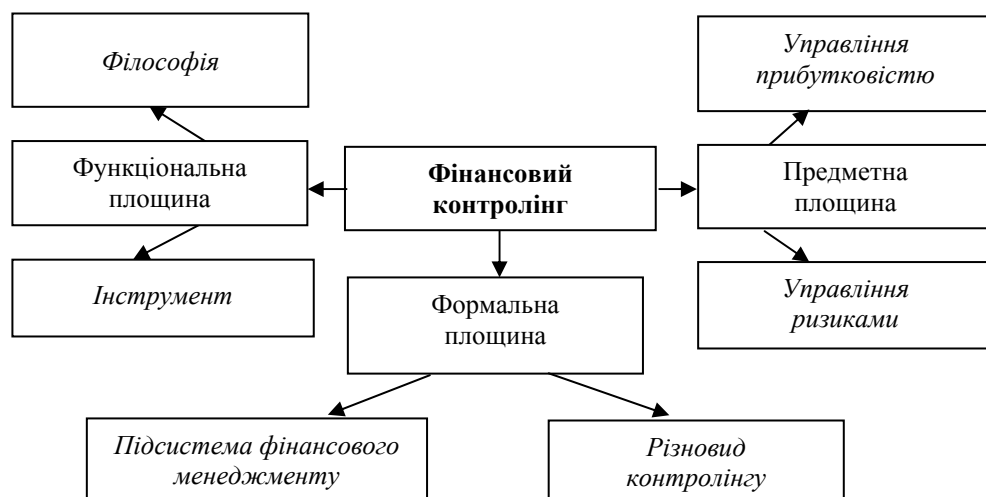 Філософія
Управління
прибутковістю
Функціональна
площина
Фінансовий
контролінг
Предметна
площина
Інструмент
Формальна
площина
Управління
ризиками
Підсистема фінансового
менеджменту
Різновид
контролінгу